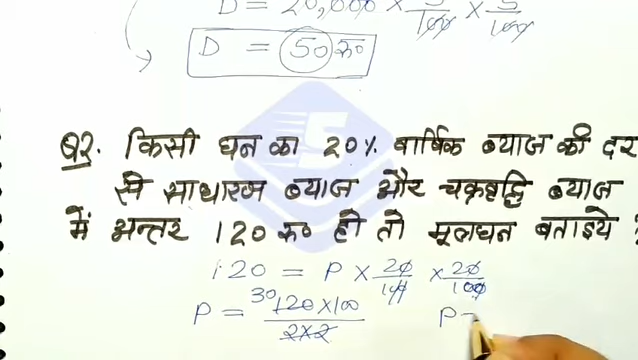 D = 20,000 × 5/100 × 5/100
D = 50 रू०
Q2. किसी धन का 20% वार्षिक ब्याज की दर
से साधारण ब्याज और चक्रवृद्धि ब्याज
में अन्तर 120 रू० हो तो मूलधन बताइये ?
120 = P × 20/100 × 20/100
P = 30 120×100 / 2×2 P=